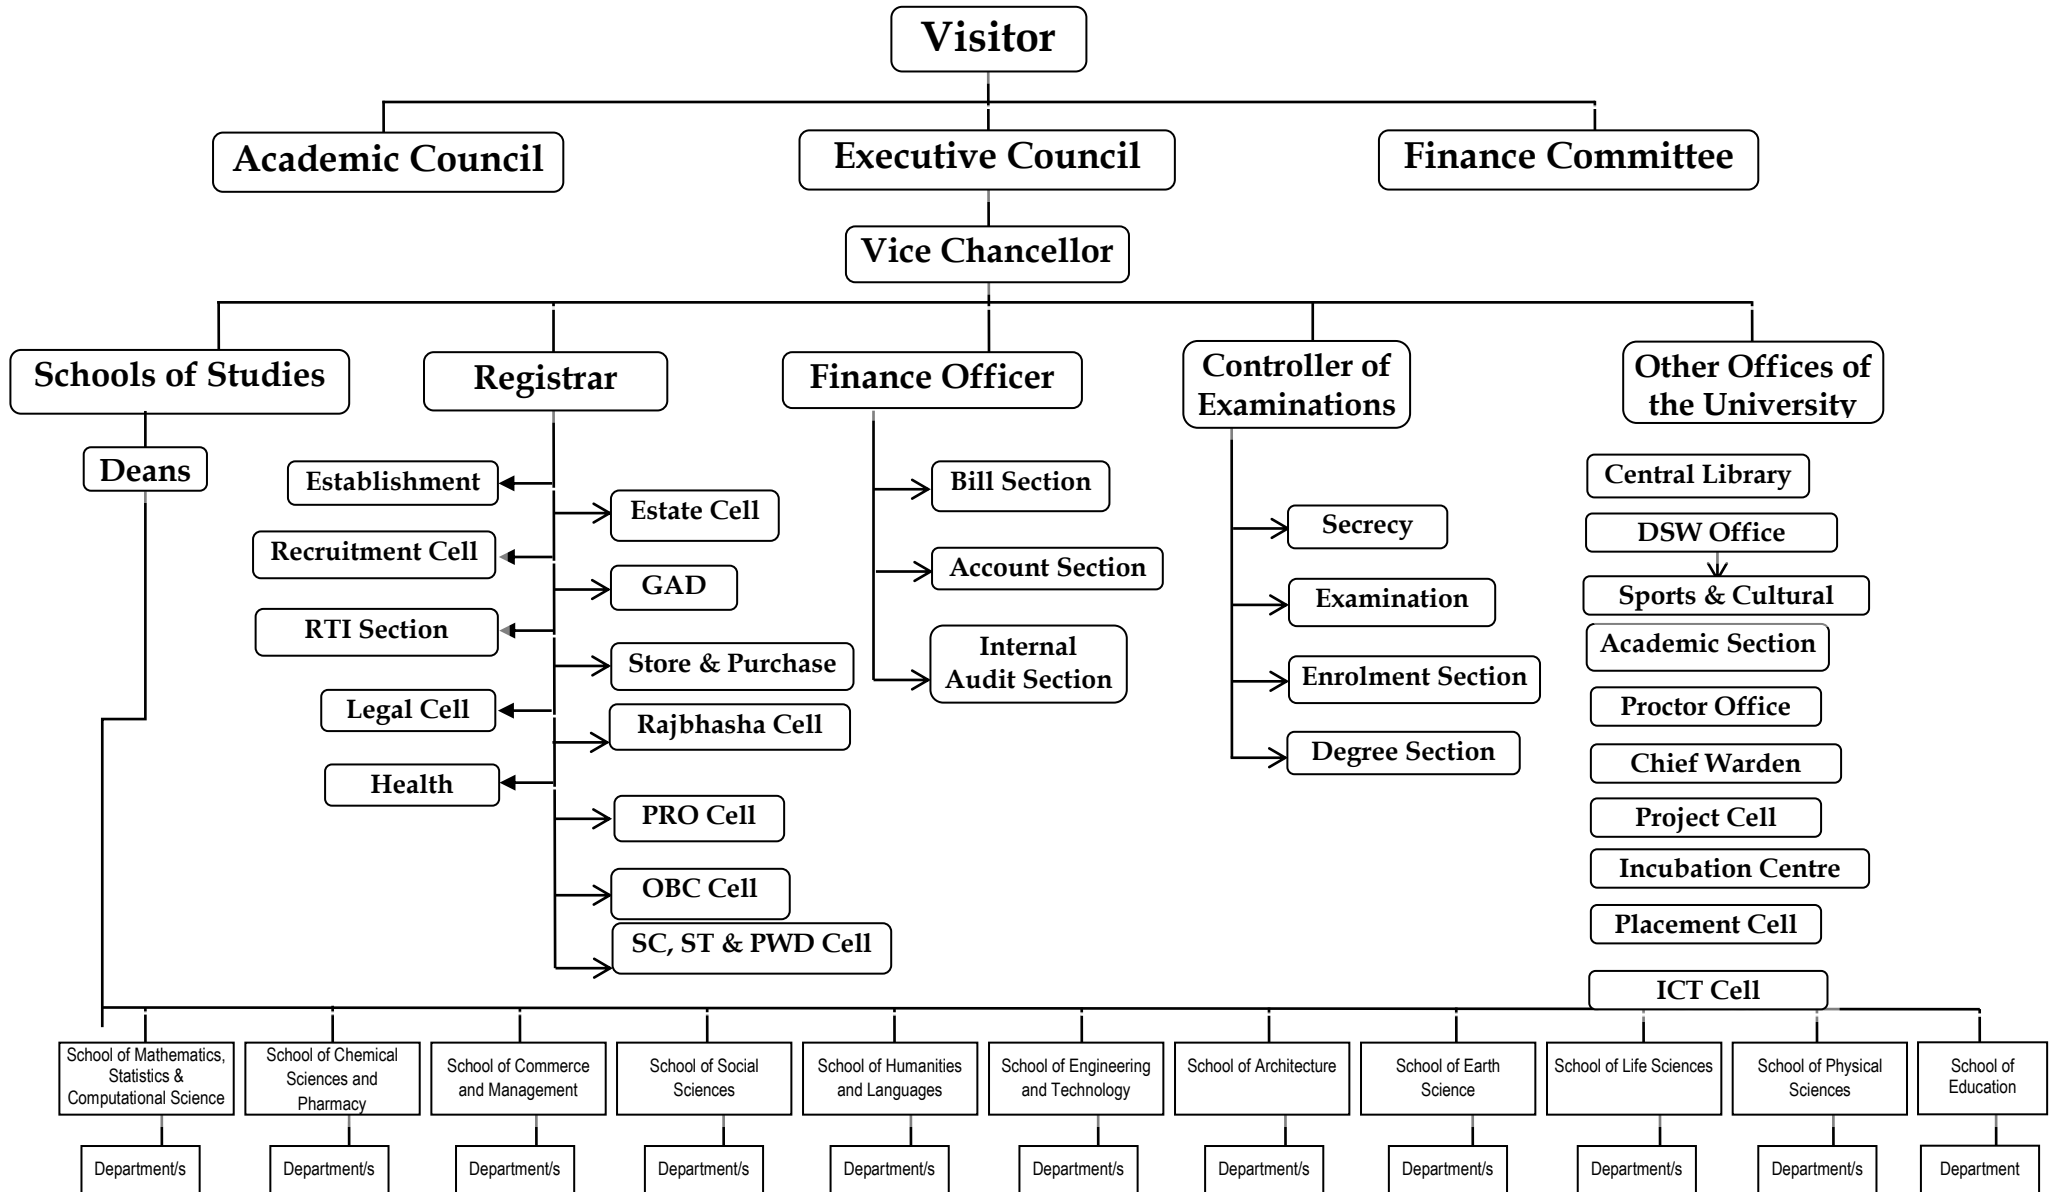 Visitor
Academic Council
Executive Council
Finance Committee
Vice Chancellor
Schools of Studies
Registrar
Finance Officer
Controller of
Examinations
Other Offices of
the University
Deans
Establishment
Recruitment Cell
RTI Section
Legal Cell
Health
Estate Cell
GAD
Store & Purchase
Rajbhasha Cell
PRO Cell
OBC Cell
SC, ST & PWD Cell
Bill Section
Account Section
Internal
Audit Section
Secrecy
Examination
Enrolment Section
Degree Section
Central Library
DSW Office
Sports & Cultural
Academic Section
Proctor Office
Chief Warden
Project Cell
Incubation Centre
Placement Cell
ICT Cell
School of Mathematics,
Statistics &
Computational Science
School of Chemical
Sciences and
Pharmacy
School of Commerce
and Management
School of Social
Sciences
School of Humanities
and Languages
School of Engineering
and Technology
School of Architecture
School of Earth
Science
School of Life Sciences
School of Physical
Sciences
School of
Education
Department/s
Department/s
Department/s
Department/s
Department/s
Department/s
Department/s
Department/s
Department/s
Department/s
Department